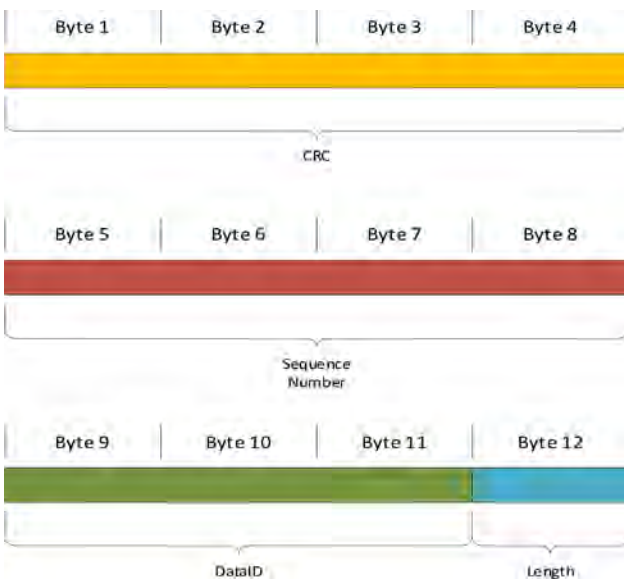 Byte 1 Byte 2 Byte 3 Byte 4
CRC
Byte 5 Byte 6 Byte 7 Byte 8
Sequence
Number
Byte 9 Byte 10 Byte 11 Byte 12
DataID Length